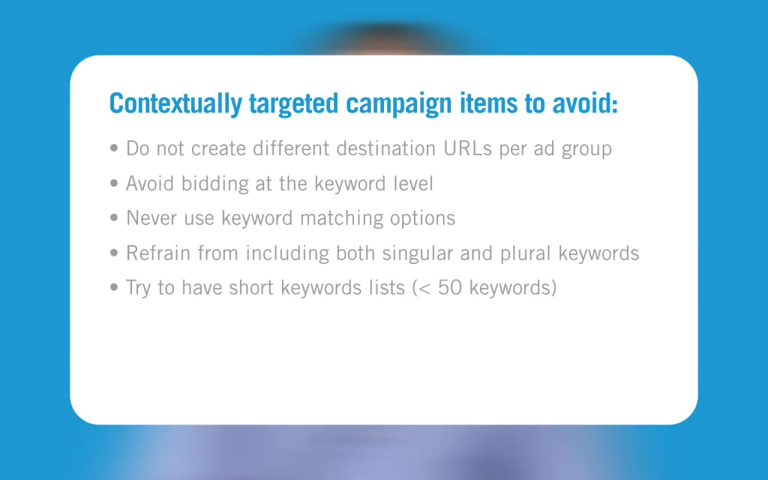 Contextually targeted campaign items to avoid:
• Do not create different destination URLs per ad group
• Avoid bidding at the keyword level
• Never use keyword matching options
• Refrain from including both singular and plural keywords
• Try to have short keywords lists (< 50 keywords)